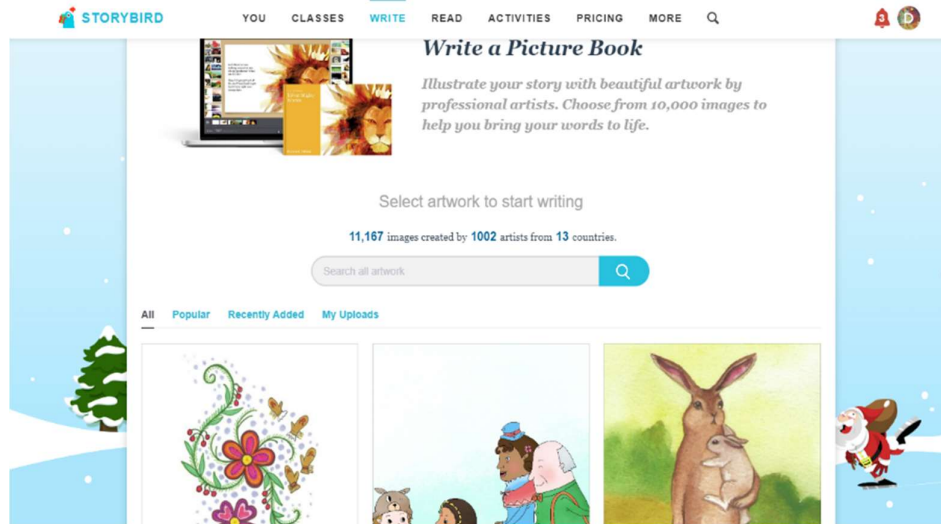 STORYBIRD
YOU CLASSES WRITE READ ACTIVITIES PRICING MORE
3 D
Write a Picture Book
Illustrate your story with beautiful artwork by
professional artists. Choose from 10,000 images to
help you bring your words to life.
Select artwork to start writing
11,167 images created by 1002 artists from 13 countries.
Search all artwork
All Popular Recently Added My Uploads